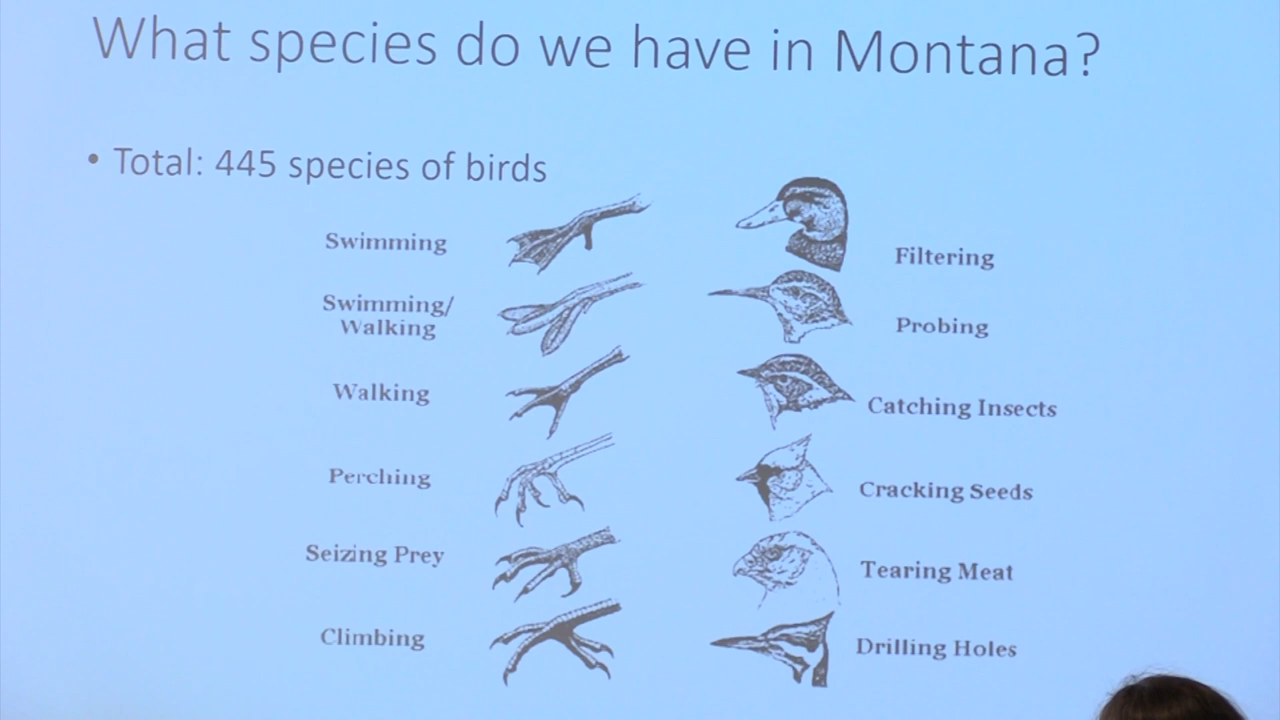 What species do we have in Montana?
• Total: 445 species of birds
Swimming
Filtering
Swimming/
Walking
Probing
Walking
Catching Insects
Perching
Cracking Seeds
Seizing Prey
Tearing Meat
Climbing
Drilling Holes